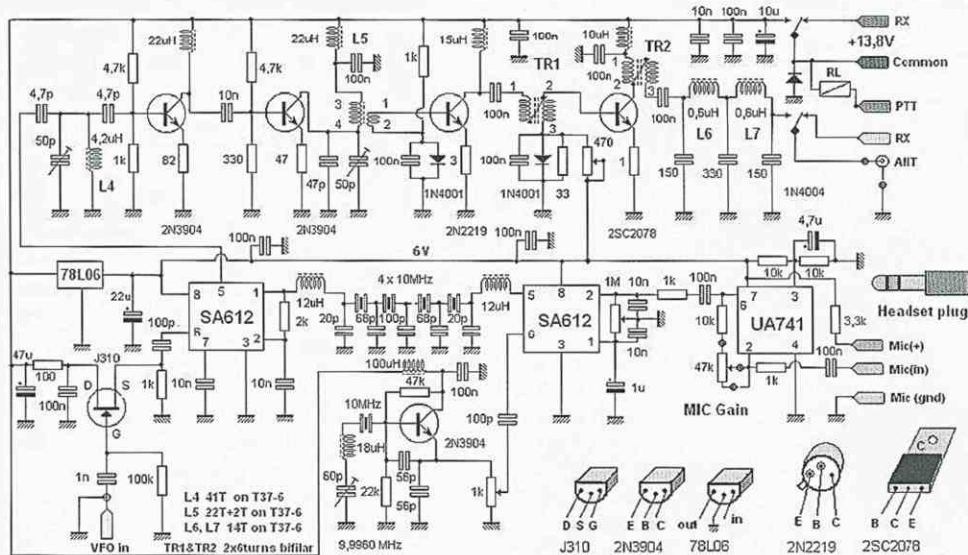 10n 100n 10u RX
+13,8V
22uH L5 22uH 15uH 10uH TR2 Common
4,7k 4,7k 1k 100n 100n TR1 100n RL
4,7p 4,7p 10n 3 1 100n 1 2 1 2 3 100n PTT
50p 4,2uH 4 2 470 0,6uH 0,6uH RX
L6 L7
1k 82 330 47 100n 3 100n 1 ANT
L4 47p 50p 1N4001 1 1N4001 33 150 330 150 1N4004
2N3904 2N3904 2N2219 2SC2078
100n 6V 100n 4,7u
78L06 10k 10k
4 x 10MHz
22u 8 5 1 12uH 12uH 5 8 2 1M 10n 1k 100n 7 3 Headset plug
SA612 SA612 UA741
100p 6 2k 20p 68p 100p 68p 20p 6 10k 3,3k
7 3 2 3 1 10n 2 4 Mic(+)
47u J310 100uH 47k 100n Mic(in)
100 D S 1k 10n 10n 47k 100n 1u 1k
100n 10MHz 100p MIC Gain Mic (gnd)
G 2N3904
18uH
1n 100k 60p 56p 1k
22k 56p
L4 41T on T37-6
L5 22T+2T on T37-6
L6, L7 14T on T37-6
TR1&TR2 2x6turns bifilar
VFO in
9,9960 MHz
D S G E B C out in E B C B C E
C
J310 2N3904 78L06 2N2219 2SC2078